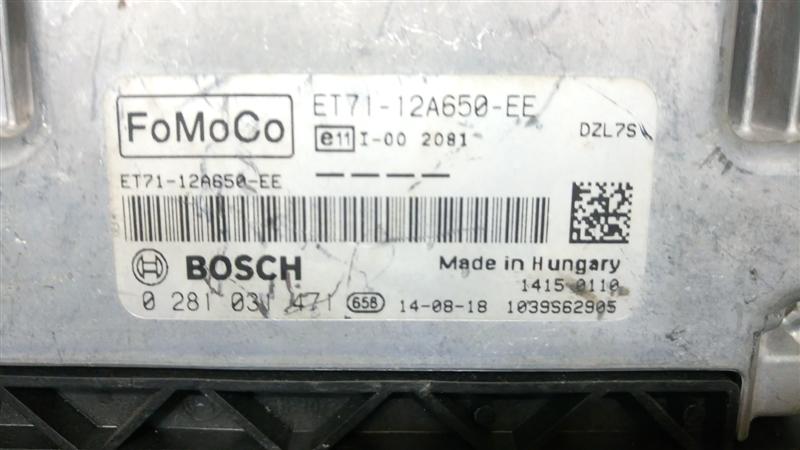 FoMoCo
ET71-12A650-EE
e11 I-00 2081
DZL7S
ET71-12A650-EE
BOSCH
Made in Hungary
1415 0110
0 281 031 471 658 14-08-18 1039S62905